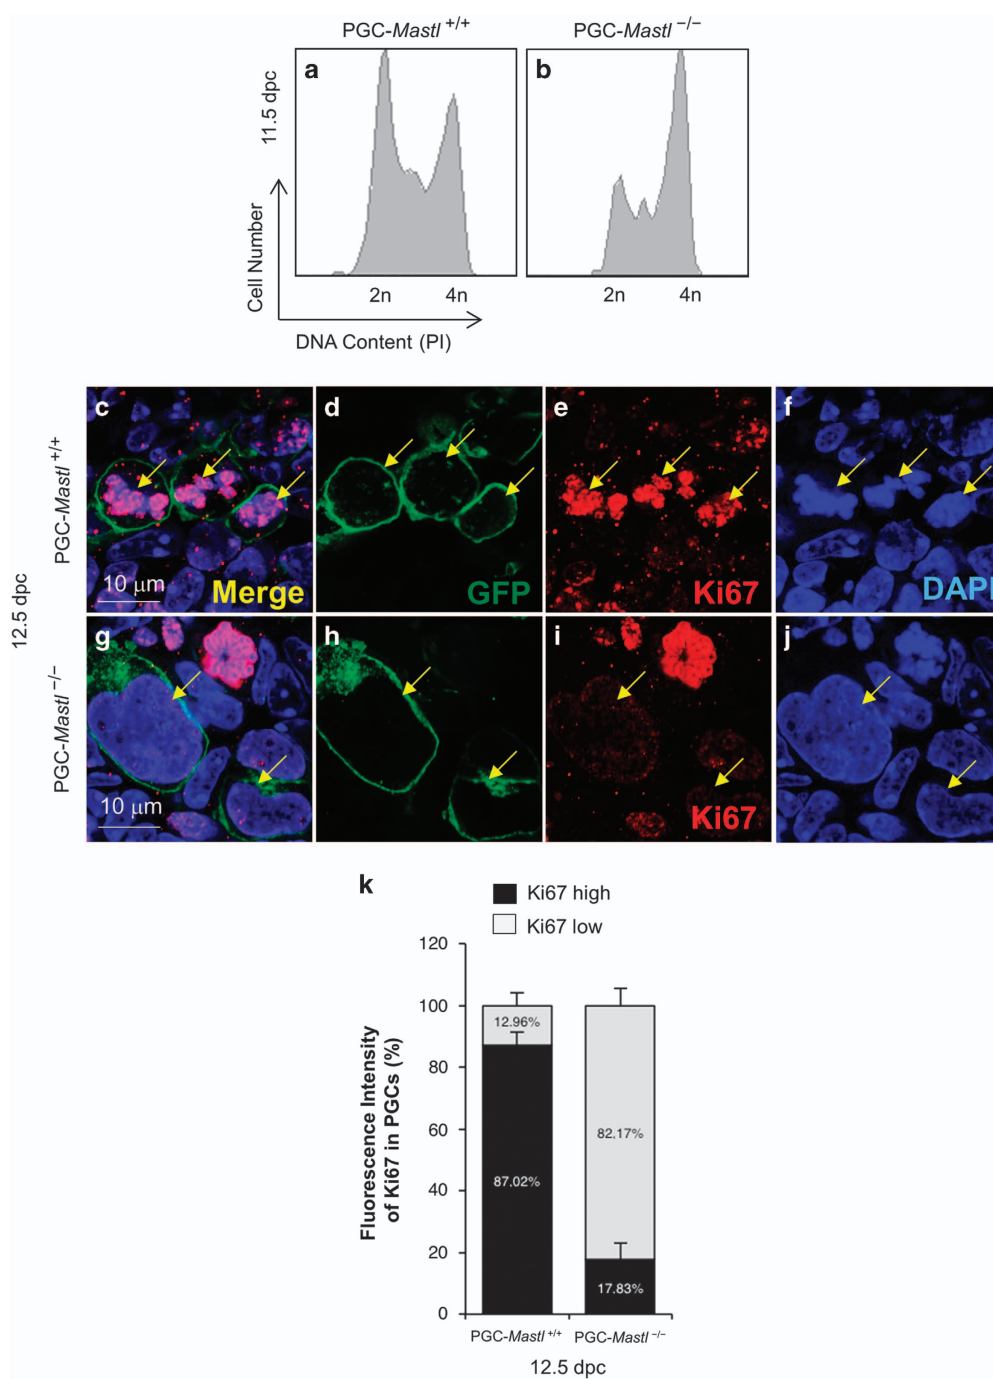 PGC-Mastl +/+
PGC-Mastl −/−
a
b
11.5 dpc
Cell Number
2n
4n
2n
4n
DNA Content (PI)
PGC-Mastl +/+
c
d
e
f
10 μm
Merge
GFP
Ki67
DAPI
12.5 dpc
PGC-Mastl −/−
g
h
i
j
10 μm
Ki67
k
Ki67 high
Ki67 low
Fluorescence Intensity
of Ki67 in PGCs (%)
120
100
80
60
40
20
0
12.96%
87.02%
82.17%
17.83%
PGC-Mastl +/+
PGC-Mastl −/−
12.5 dpc